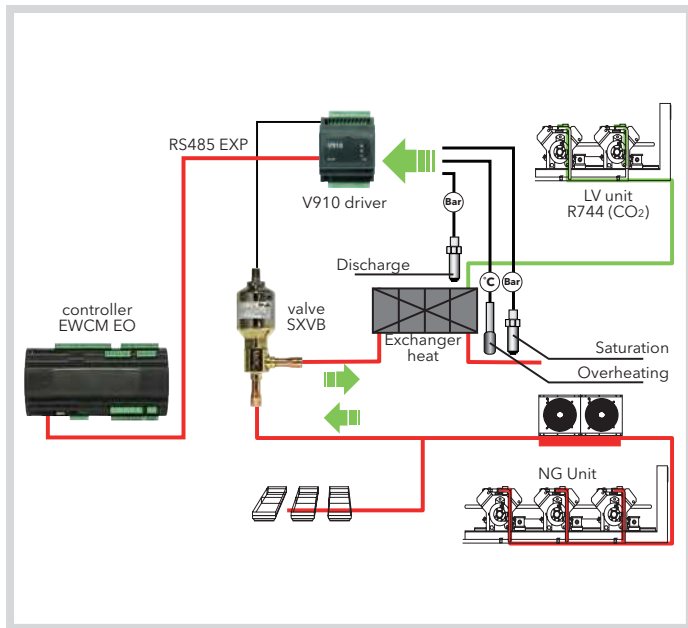 RS485 EXP
V910
V910 driver
Bar
LV unit
R744 (CO2)
Discharge
°C
Bar
controller
EWCM EO
valve
SXVB
Exchanger
heat
Saturation
Overheating
NG Unit